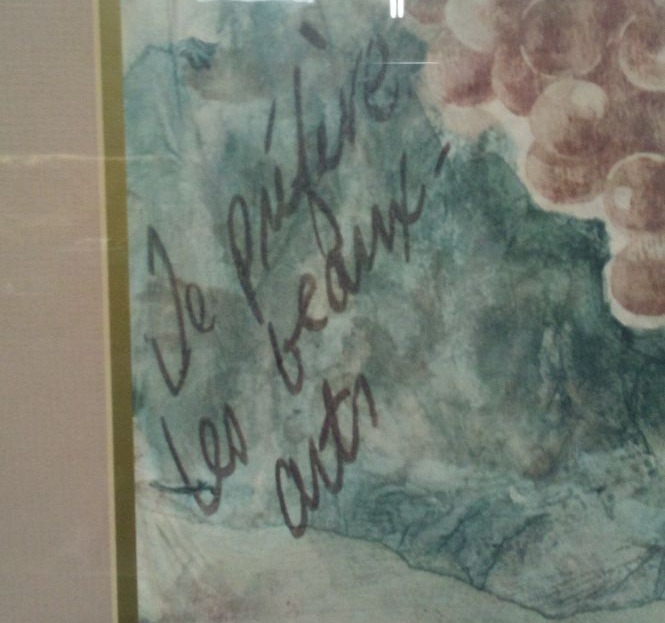 Je préfère
les beaux-
arts